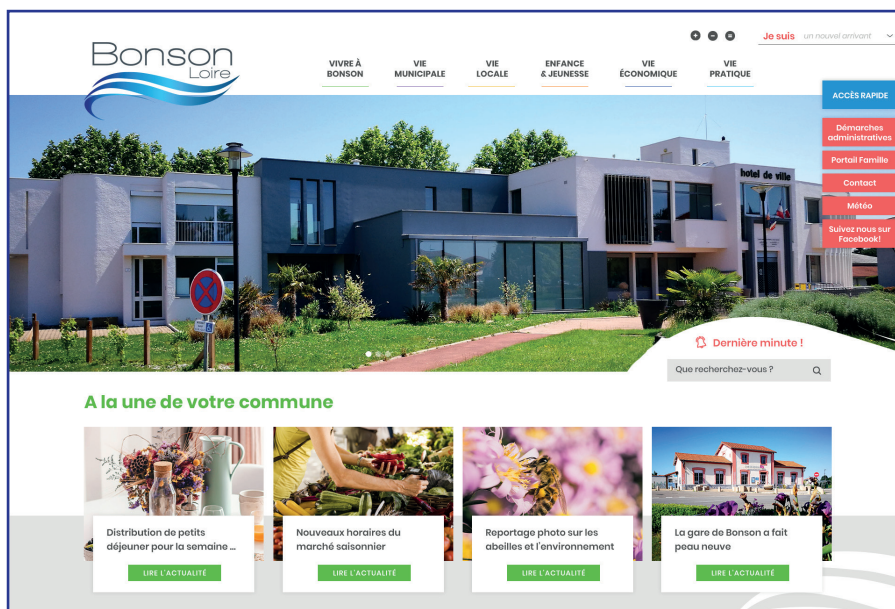 Bonson
Loire
Je suis un nouvel arrivant
VIVRE À
BONSON
VIE
MUNICIPALE
VIE
LOCALE
ENFANCE
& JEUNESSE
VIE
ÉCONOMIQUE
VIE
PRATIQUE
ACCÈS RAPIDE
Démarches
administratives
Portail Famille
Contact
Météo
Suivez nous sur
Facebook!
hotel de ville
Dernière minute !
Que recherchez-vous ?
A la une de votre commune
Distribution de petits
déjeuner pour la semaine ...
LIRE L'ACTUALITÉ
Nouveaux horaires du
marché saisonnier
LIRE L'ACTUALITÉ
Reportage photo sur les
abeilles et l'environnement
LIRE L'ACTUALITÉ
La gare de Bonson a fait
peau neuve
LIRE L'ACTUALITÉ